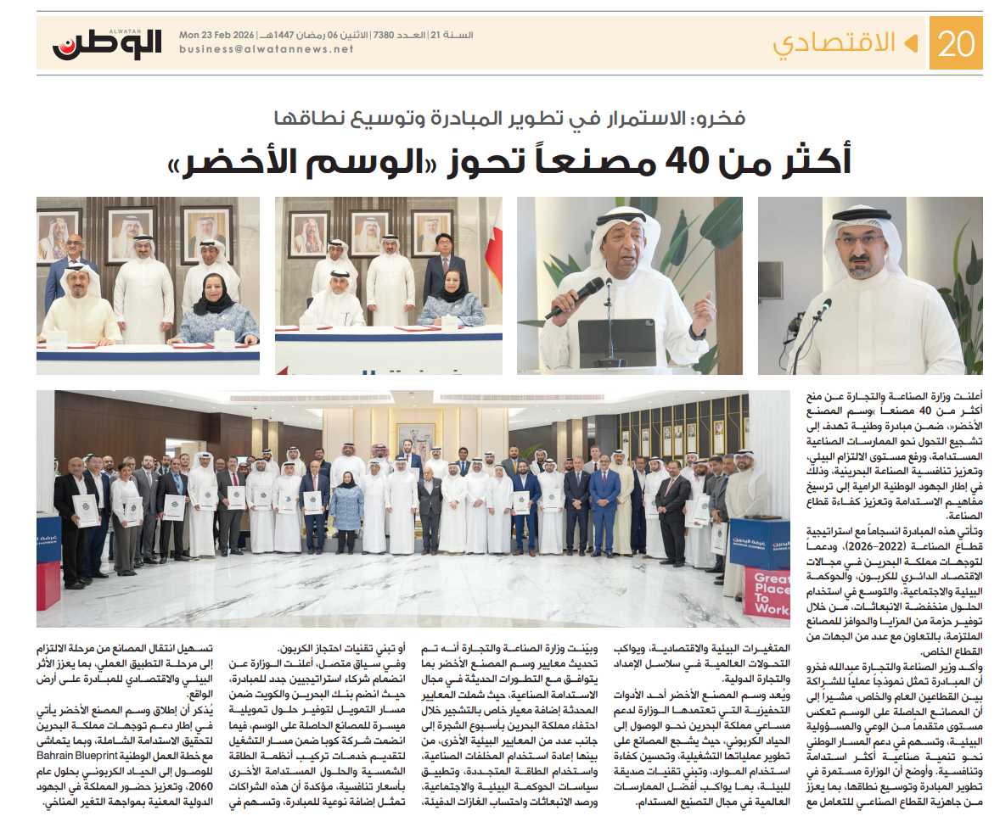 20
الاقتصادي
السنة 21 | العدد 7380 | الاثنين 06 رمضان 1447هـ | Mon 23 Feb 2026
business@alwatannews.net
ALWATAN
الوطن
فخرو: الاستمرار في تطوير المبادرة وتوسيع نطاقها
أكثر من 40 مصنعاً تحوز «الوسم الأخضر»
غرفة البحرين
BAHRAIN CHAMBER
Great
Place
To
Work
أعلنت وزارة الصناعة والتجارة عن منح
أكثر من 40 مصنعاً «وسم المصنع
الأخضر»، ضمن مبادرة وطنية تهدف إلى
تشجيع التحول نحو الممارسات الصناعية
المستدامة، ورفع مستوى الالتزام البيئي،
وتعزيز تنافسية الصناعة البحرينية، وذلك
في إطار الجهود الوطنية الرامية إلى ترسيخ
مفاهيم الاستدامة وتعزيز كفاءة قطاع
الصناعة.
وتأتي هذه المبادرة انسجاماً مع استراتيجية
قطاع الصناعة (2022–2026)، ودعماً
لتوجهات مملكة البحرين في مجالات
الاقتصاد الدائري للكربون، والحوكمة
البيئية والاجتماعية، والتوسع في استخدام
الحلول منخفضة الانبعاثات، من خلال
توفير حزمة من المزايا والحوافز للمصانع
الملتزمة، بالتعاون مع عدد من الجهات من
القطاع الخاص.
وأكد وزير الصناعة والتجارة عبدالله فخرو
أن المبادرة تمثل نموذجاً عملياً للشراكة
بين القطاعين العام والخاص، مشيراً إلى
أن المصانع الحاصلة على الوسم تعكس
مستوى متقدماً من الوعي والمسؤولية
البيئية، وتسهم في دعم المسار الوطني
نحو تنمية صناعية أكثر استدامة
وتنافسية. وأوضح أن الوزارة مستمرة في
تطوير المبادرة وتوسيع نطاقها، بما يعزز
من جاهزية القطاع الصناعي للتعامل مع
المتغيرات البيئية والاقتصادية، ويواكب
التحولات العالمية في سلاسل الإمداد
والتجارة الدولية.
ويُعد وسم المصنع الأخضر أحد الأدوات
التحفيزية التي تعتمدها الوزارة لدعم
مساعي مملكة البحرين نحو الوصول إلى
الحياد الكربوني، حيث يشجع المصانع على
تطوير عملياتها التشغيلية، وتحسين كفاءة
استخدام الموارد، وتبني تقنيات صديقة
للبيئة، بما يواكب أفضل الممارسات
العالمية في مجال التصنيع المستدام.
وبيّنت وزارة الصناعة والتجارة أنه تم
تحديث معايير وسم المصنع الأخضر بما
يتوافق مع التطورات الحديثة في مجال
الاستدامة الصناعية، حيث شملت المعايير
المحدثة إضافة معيار خاص بالتشجير خلال
احتفاء مملكة البحرين بأسبوع الشجرة إلى
جانب عدد من المعايير البيئية الأخرى، من
بينها إعادة استخدام المخلفات الصناعية،
واستخدام الطاقة المتجددة، وتطبيق
سياسات الحوكمة البيئية والاجتماعية،
ورصد الانبعاثات واحتساب الغازات الدفيئة،
أو تبني تقنيات احتجاز الكربون.
وفي سياق متصل، أعلنت الوزارة عن
انضمام شركاء استراتيجيين جدد للمبادرة،
حيث انضم بنك البحرين والكويت ضمن
مسار التمويل لتوفير حلول تمويلية
ميسرة للمصانع الحاصلة على الوسم، فيما
انضمت شركة كوبا ضمن مسار التشغيل
لتقديم خدمات تركيب أنظمة الطاقة
الشمسية والحلول المستدامة الأخرى
بأسعار تنافسية، مؤكدة أن هذه الشراكات
تمثل إضافة نوعية للمبادرة، وتسهم في
تسهيل انتقال المصانع من مرحلة الالتزام
إلى مرحلة التطبيق العملي، بما يعزز الأثر
البيئي والاقتصادي للمبادرة على أرض
الواقع.
يُذكر أن إطلاق وسم المصنع الأخضر يأتي
في إطار دعم توجهات مملكة البحرين
لتحقيق الاستدامة الشاملة، وبما يتماشى
مع خطة العمل الوطنية Bahrain Blueprint
للوصول إلى الحياد الكربوني بحلول عام
2060، وتعزيز حضور المملكة في الجهود
الدولية المعنية بمواجهة التغير المناخي.